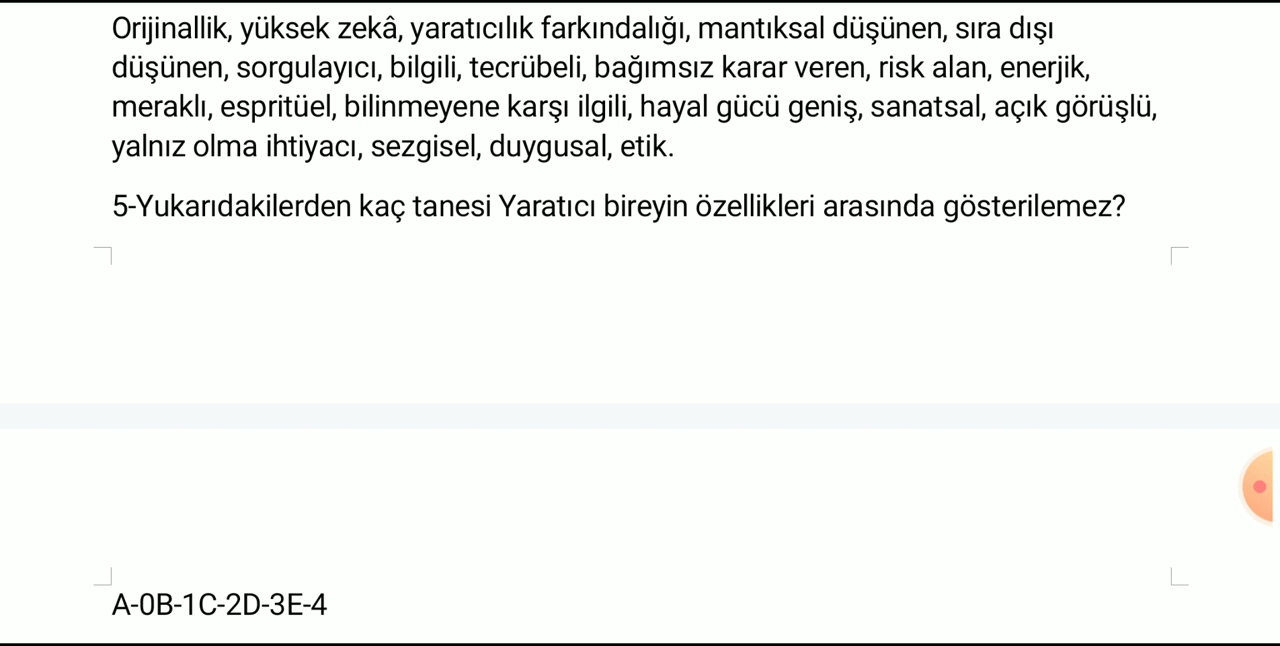 Orijinallik, yüksek zekâ, yaratıcılık farkındalığı, mantıksal düşünen, sıra dışı
düşünen, sorgulayıcı, bilgili, tecrübeli, bağımsız karar veren, risk alan, enerjik,
meraklı, espritüel, bilinmeyene karşı ilgili, hayal gücü geniş, sanatsal, açık görüşlü,
yalnız olma ihtiyacı, sezgisel, duygusal, etik.
5-Yukarıdakilerden kaç tanesi Yaratıcı bireyin özellikleri arasında gösterilemez?
A-0B-1C-2D-3E-4